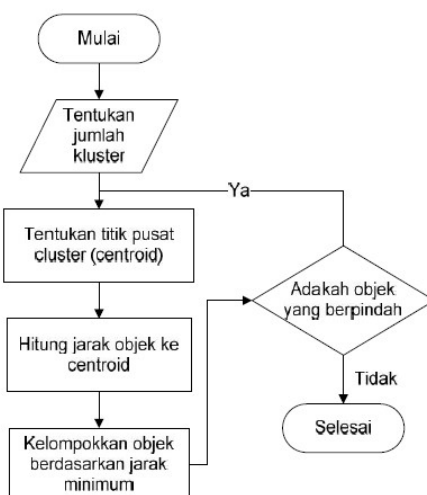 Mulai
Tentukan
jumlah
kluster
Ya
Tentukan titik pusat
cluster (centroid)
Hitung jarak objek ke
centroid
Kelompokkan objek
berdasarkan jarak
minimum
Adakah objek
yang berpindah
Tidak
Selesai